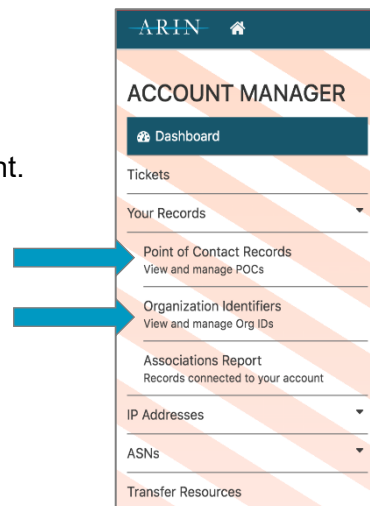 ARIN
ACCOUNT MANAGER
Dashboard
nt.
Tickets
Your Records
Point of Contact Records
View and manage POCs
Organization Identifiers
View and manage Org IDs
Associations Report
Records connected to your account
IP Addresses
ASNs
Transfer Resources